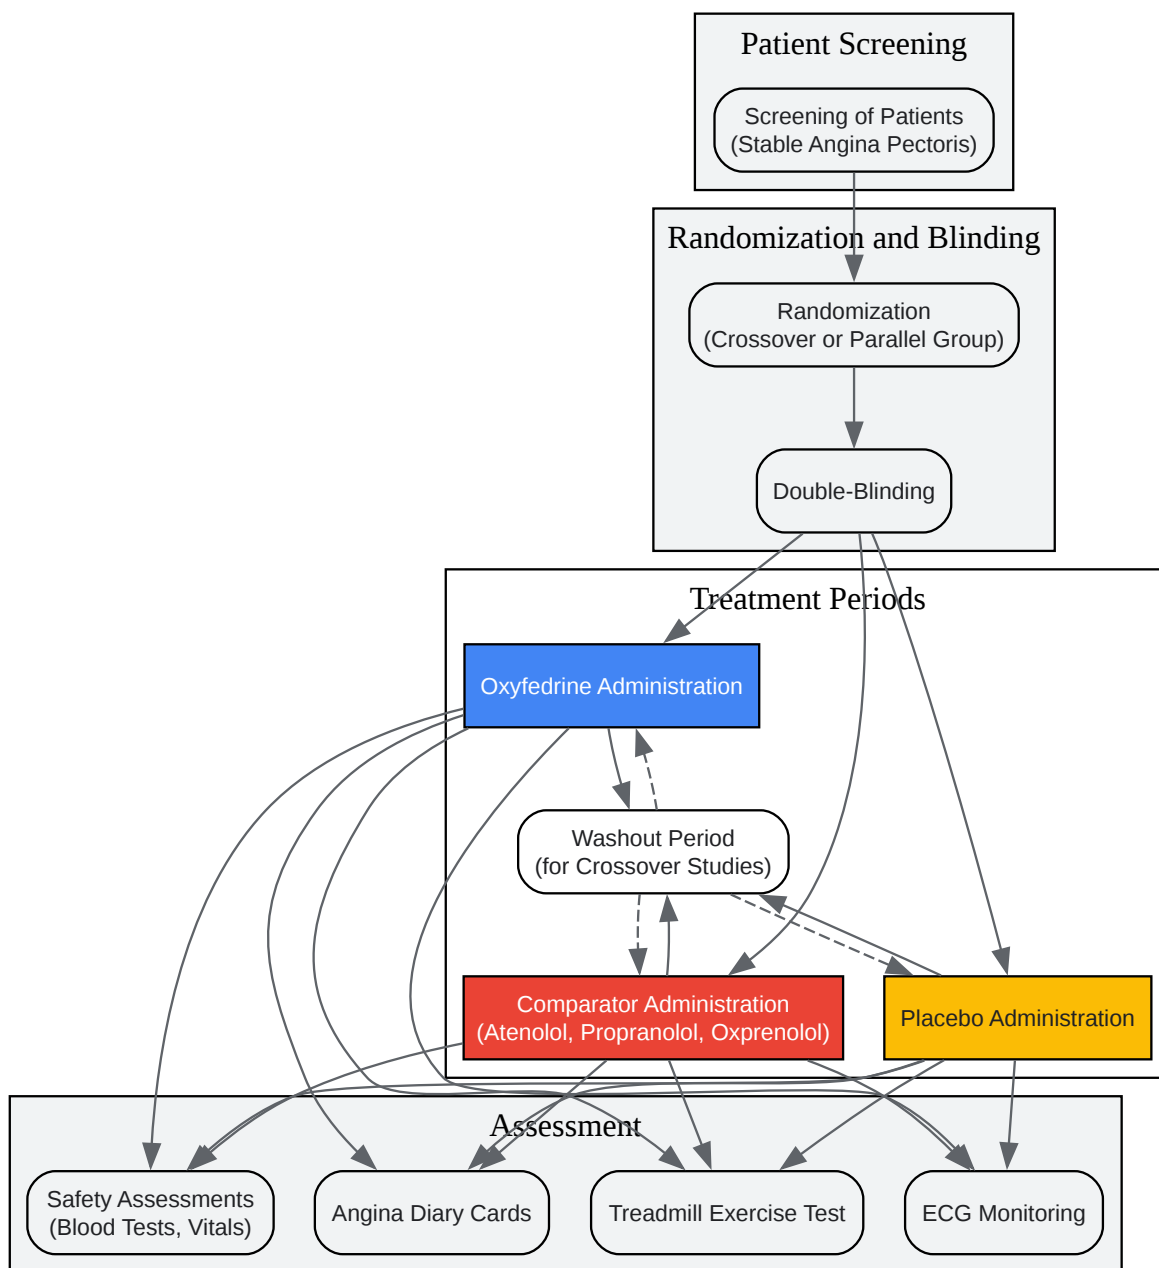 Patient Screening
Screening of Patients
(Stable Angina Pectoris)
Randomization and Blinding
Randomization
(Crossover or Parallel Group)
Double-Blinding
Treatment Periods
Oxyfedrine Administration
Washout Period
(for Crossover Studies)
Comparator Administration
(Atenolol, Propranolol, Oxprenolol)
Placebo Administration
Assessment
Safety Assessments
(Blood Tests, Vitals)
Angina Diary Cards
Treadmill Exercise Test
ECG Monitoring